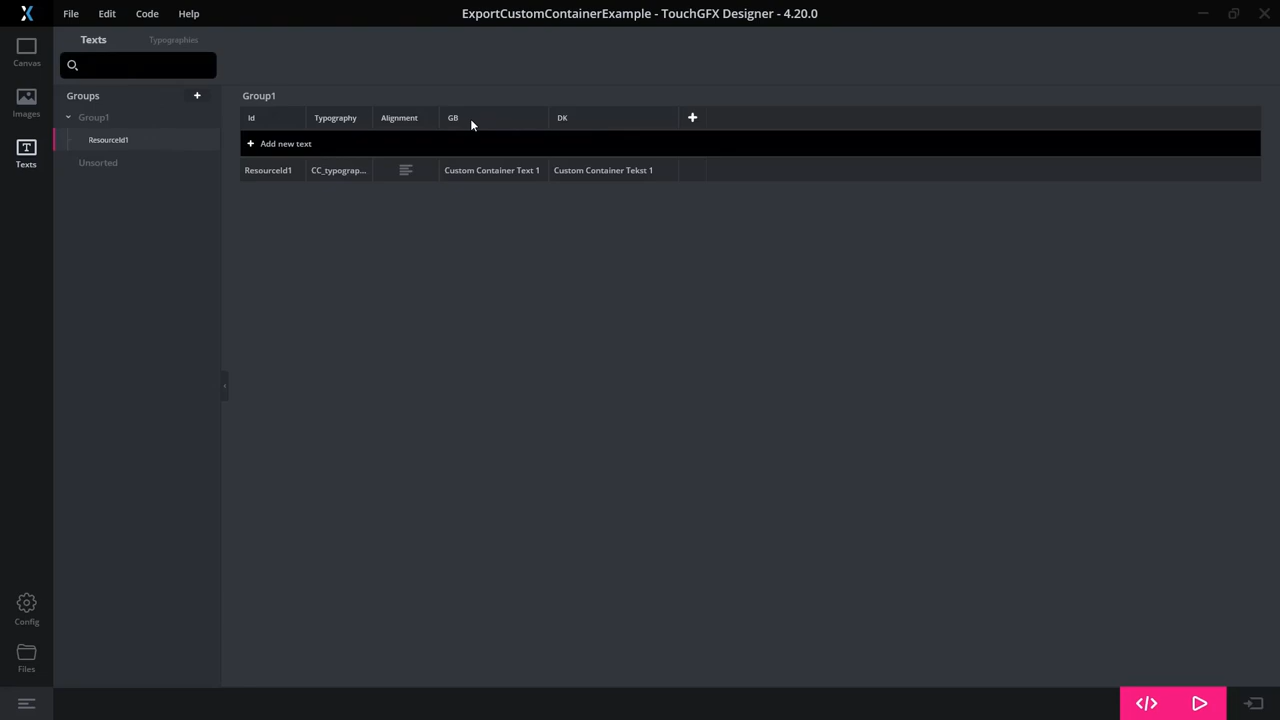 File Edit Code Help ExportCustomContainerExample - TouchGFX Designer - 4.20.0
Canvas
Images
Texts
Config
Files
Texts Typographies
Groups +
Group1
ResourceId1
Unsorted
Group1
Id Typography Alignment GB DK +
+ Add new text
ResourceId1 CC_typograp... Custom Container Text 1 Custom Container Tekst 1